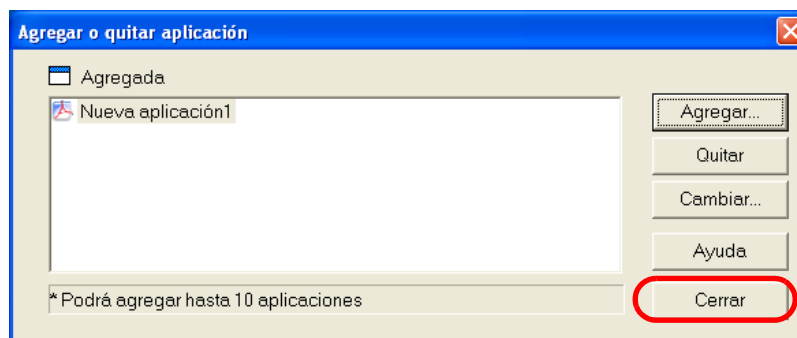 Agregar o quitar aplicación
Agregada
Nueva aplicación1
Agregar...
Quitar
Cambiar...
Ayuda
* Podrá agregar hasta 10 aplicaciones
Cerrar